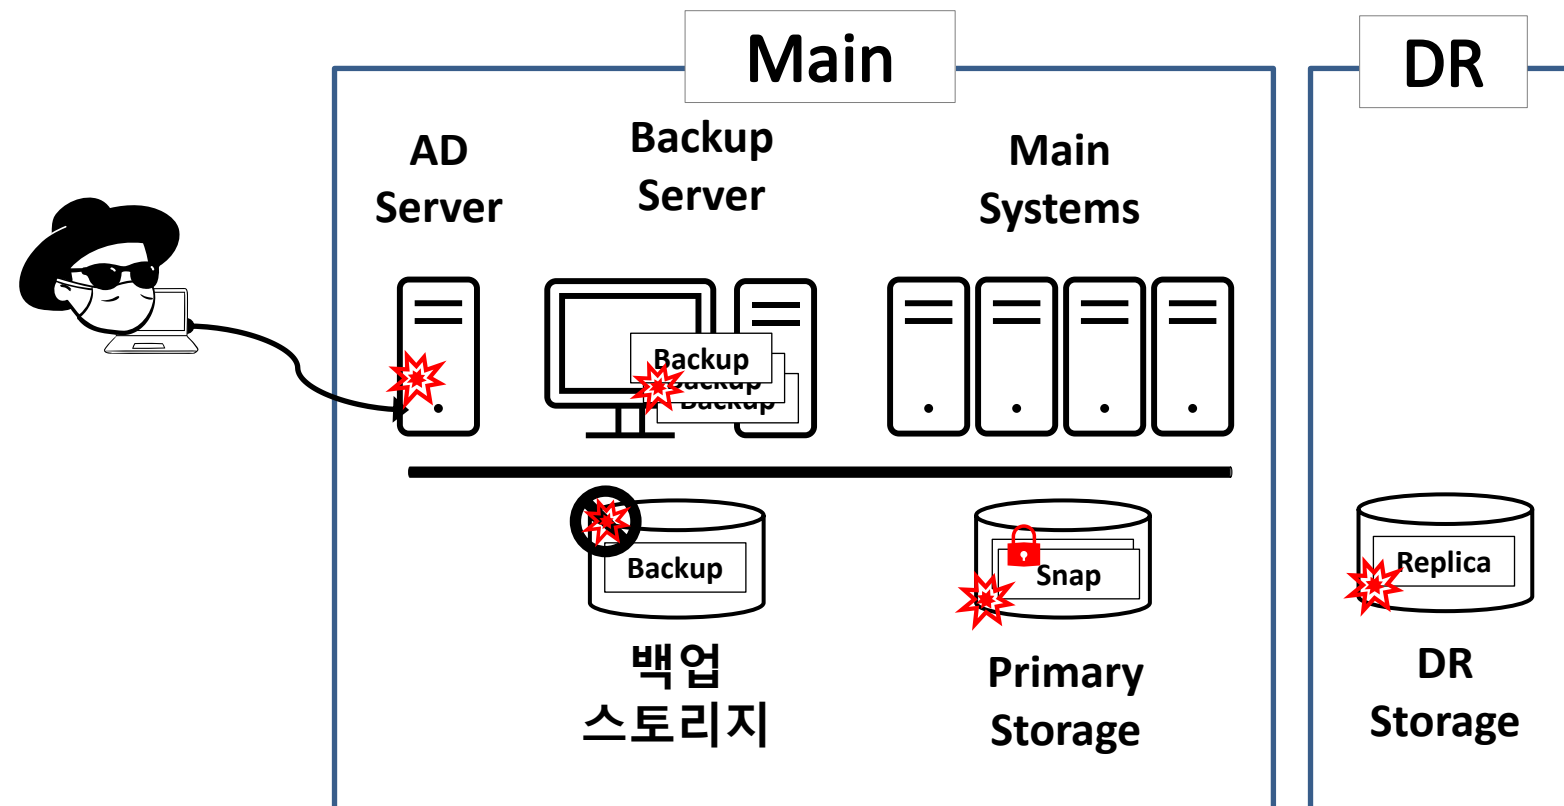 Main
DR
AD
Server
Backup
Server
Main
Systems
Backup
Backup
Backup
Backup
Snap
Replica
백업
스토리지
Primary
Storage
DR
Storage